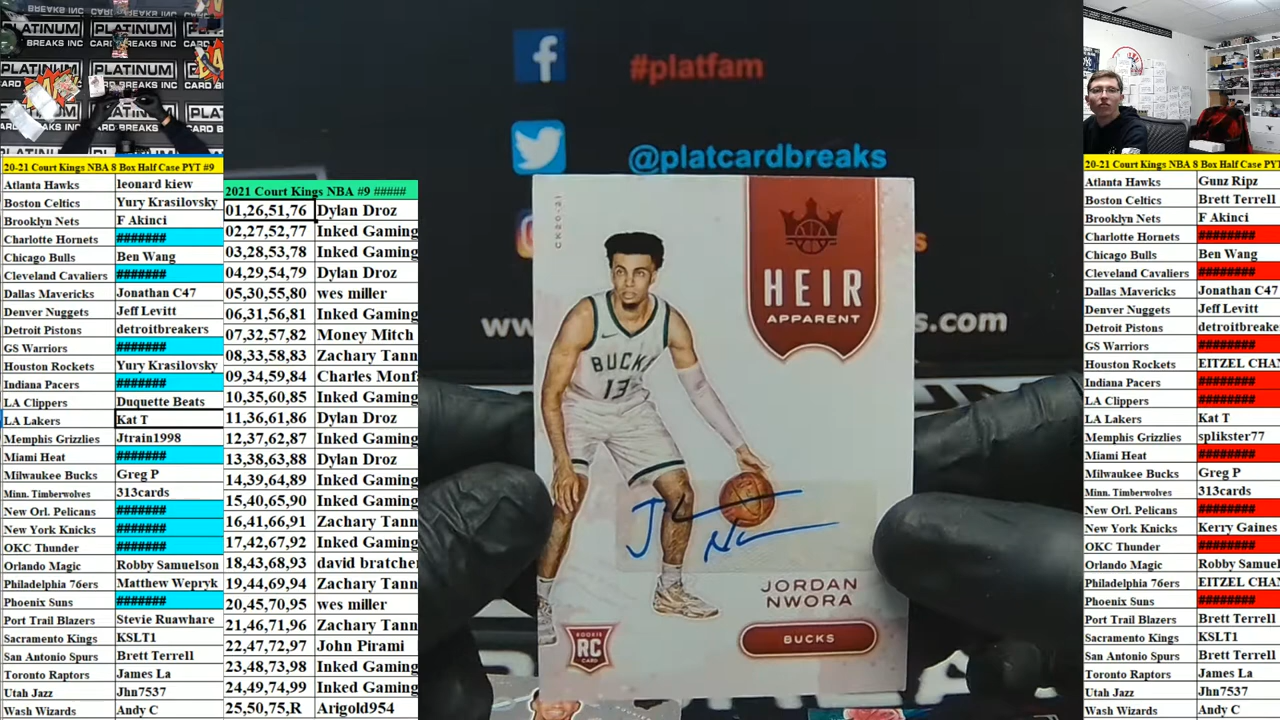 BREAKS INC
PLATINUM
CARD BREAKS INC
20-21 Court Kings NBA 8 Box Half Case PYT #9
Atlanta Hawks leonard kiew
Boston Celtics Yury Krasilovsky
Brooklyn Nets F Akinci
Charlotte Hornets #######
Chicago Bulls Ben Wang
Cleveland Cavaliers #######
Dallas Mavericks Jonathan C47
Denver Nuggets Jeff Levitt
Detroit Pistons detroitbreakers
GS Warriors #######
Houston Rockets Yury Krasilovsky
Indiana Pacers #######
LA Clippers Duquette Beats
LA Lakers Kat T
Memphis Grizzlies Jtrain1998
Miami Heat #######
Milwaukee Bucks Greg P
Minn. Timberwolves 313cards
New Orl. Pelicans #######
New York Knicks #######
OKC Thunder #######
Orlando Magic Robby Samuelson
Philadelphia 76ers Matthew Wepryk
Phoenix Suns #######
Port Trail Blazers Stevie Ruawhare
Sacramento Kings KSLT1
San Antonio Spurs Brett Terrell
Toronto Raptors James La
Utah Jazz Jhn7537
Wash Wizards Andy C
2021 Court Kings NBA #9 #####
01,26,51,76 Dylan Droz
02,27,52,77 Inked Gaming
03,28,53,78 Inked Gaming
04,29,54,79 Dylan Droz
05,30,55,80 wes miller
06,31,56,81 Inked Gaming
07,32,57,82 Money Mitch
08,33,58,83 Zachary Tann
09,34,59,84 Charles Monf
10,35,60,85 Inked Gaming
11,36,61,86 Dylan Droz
12,37,62,87 Inked Gaming
13,38,63,88 Dylan Droz
14,39,64,89 Inked Gaming
15,40,65,90 Inked Gaming
16,41,66,91 Zachary Tann
17,42,67,92 Inked Gaming
18,43,68,93 david bratche
19,44,69,94 Zachary Tann
20,45,70,95 wes miller
21,46,71,96 Zachary Tann
22,47,72,97 John Pirami
23,48,73,98 Inked Gaming
24,49,74,99 Inked Gaming
25,50,75,R Arigold954
f
#platfam
@platcardbreaks
ww
s.com
CK20-21
HEIR
APPARENT
BUCKS
13
JORDAN
NWORA
BUCKS
ROOKIE
RC
CARD
20-21 Court Kings NBA 8 Box Half Case PYT
Atlanta Hawks Gunz Ripz
Boston Celtics Brett Terrell
Brooklyn Nets F Akinci
Charlotte Hornets ########
Chicago Bulls Ben Wang
Cleveland Cavaliers ########
Dallas Mavericks Jonathan C47
Denver Nuggets Jeff Levitt
Detroit Pistons detroitbreake
GS Warriors ########
Houston Rockets EITZEL CHAN
Indiana Pacers ########
LA Clippers ########
LA Lakers Kat T
Memphis Grizzlies splikster77
Miami Heat ########
Milwaukee Bucks Greg P
Minn. Timberwolves 313cards
New Orl. Pelicans ########
New York Knicks Kerry Gaines
OKC Thunder ########
Orlando Magic Robby Samuel
Philadelphia 76ers EITZEL CHAN
Phoenix Suns ########
Port Trail Blazers Brett Terrell
Sacramento Kings KSLT1
San Antonio Spurs Brett Terrell
Toronto Raptors James La
Utah Jazz Jhn7537
Wash Wizards Andy C